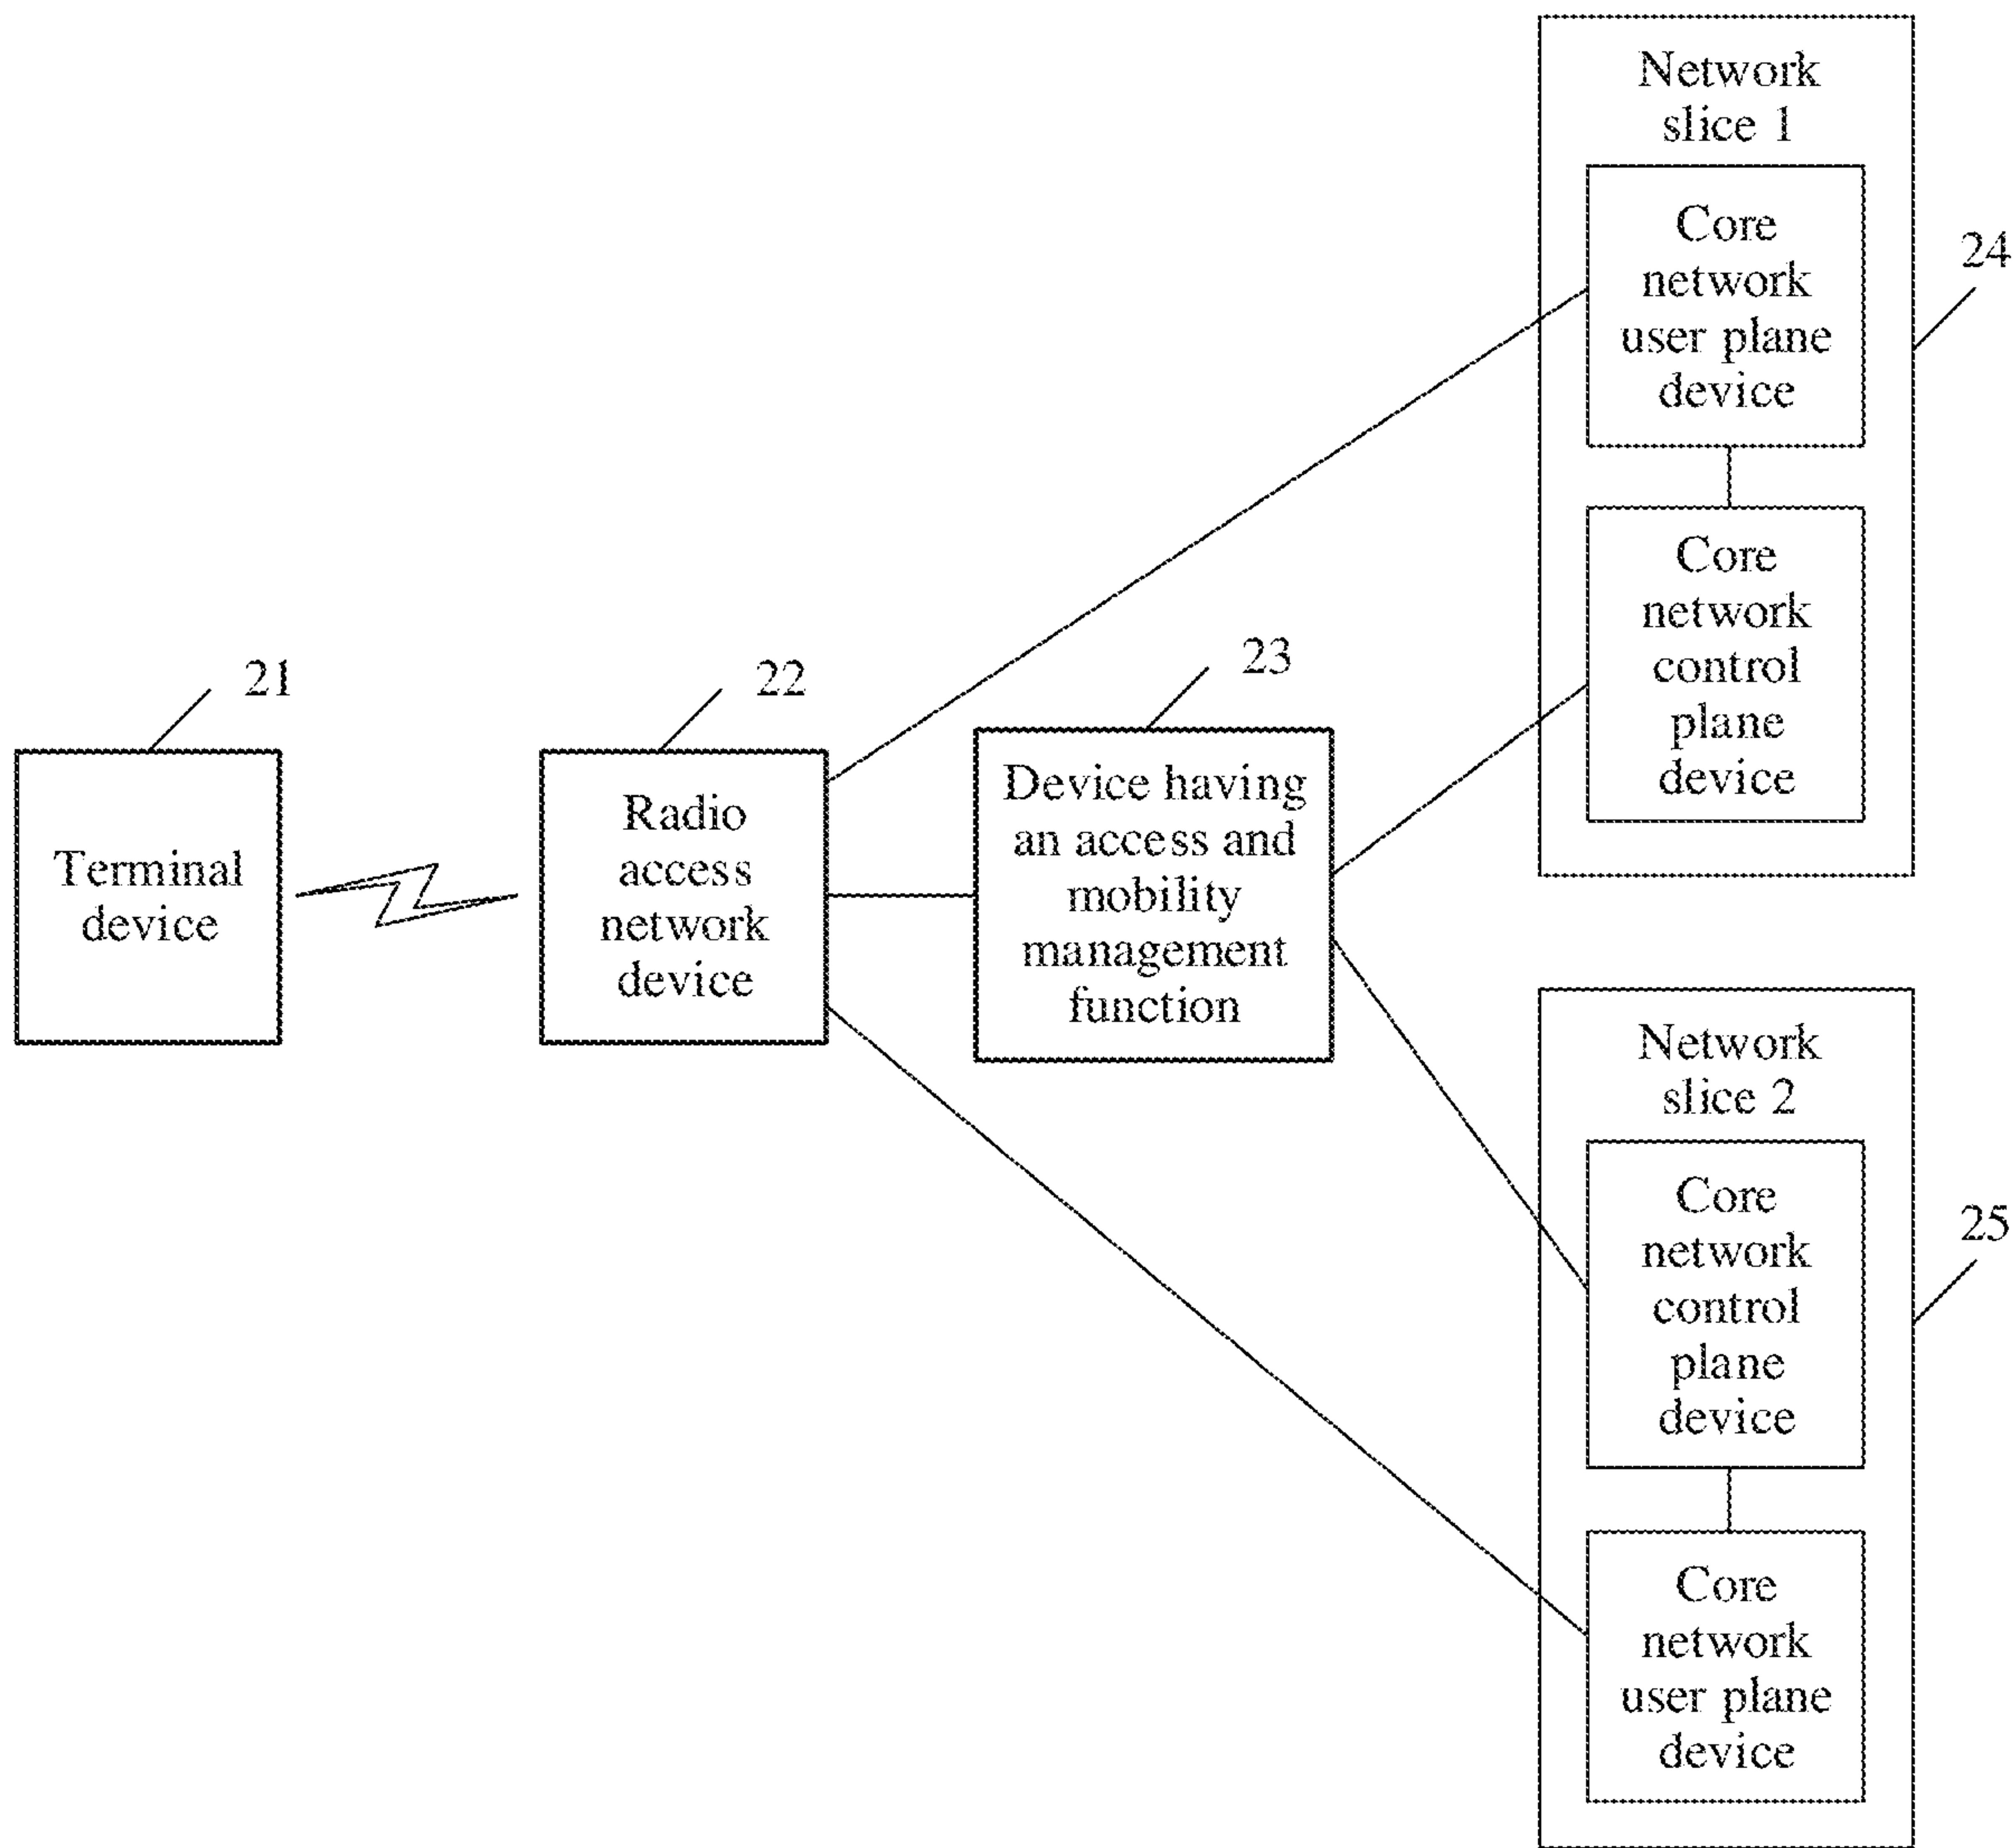 Network
slice 1
Core
network
user plane
device
24
Core
network
control
plane
device
21
22
23
Terminal
device
Radio
access
network
device
Device having
an access and
mobility
management
function
Network
slice 2
Core
network
control
plane
device
25
Core
network
user plane
device